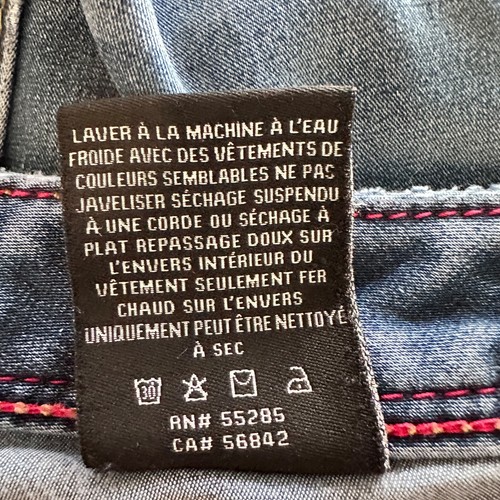 LAVER À LA MACHINE À L'EAU
FROIDE AVEC DES VÊTEMENTS DE
COULEURS SEMBLABLES NE PAS
JAVELISER SÉCHAGE SUSPENDU
À UNE CORDE OU SÉCHAGE À
PLAT REPASSAGE DOUX SUR
L'ENVERS INTÉRIEUR DU
VÊTEMENT SEULEMENT FER
CHAUD SUR L'ENVERS
UNIQUEMENT PEUT ÊTRE NETTOYÉ
À SEC
30
RN# 55285
CA# 56842